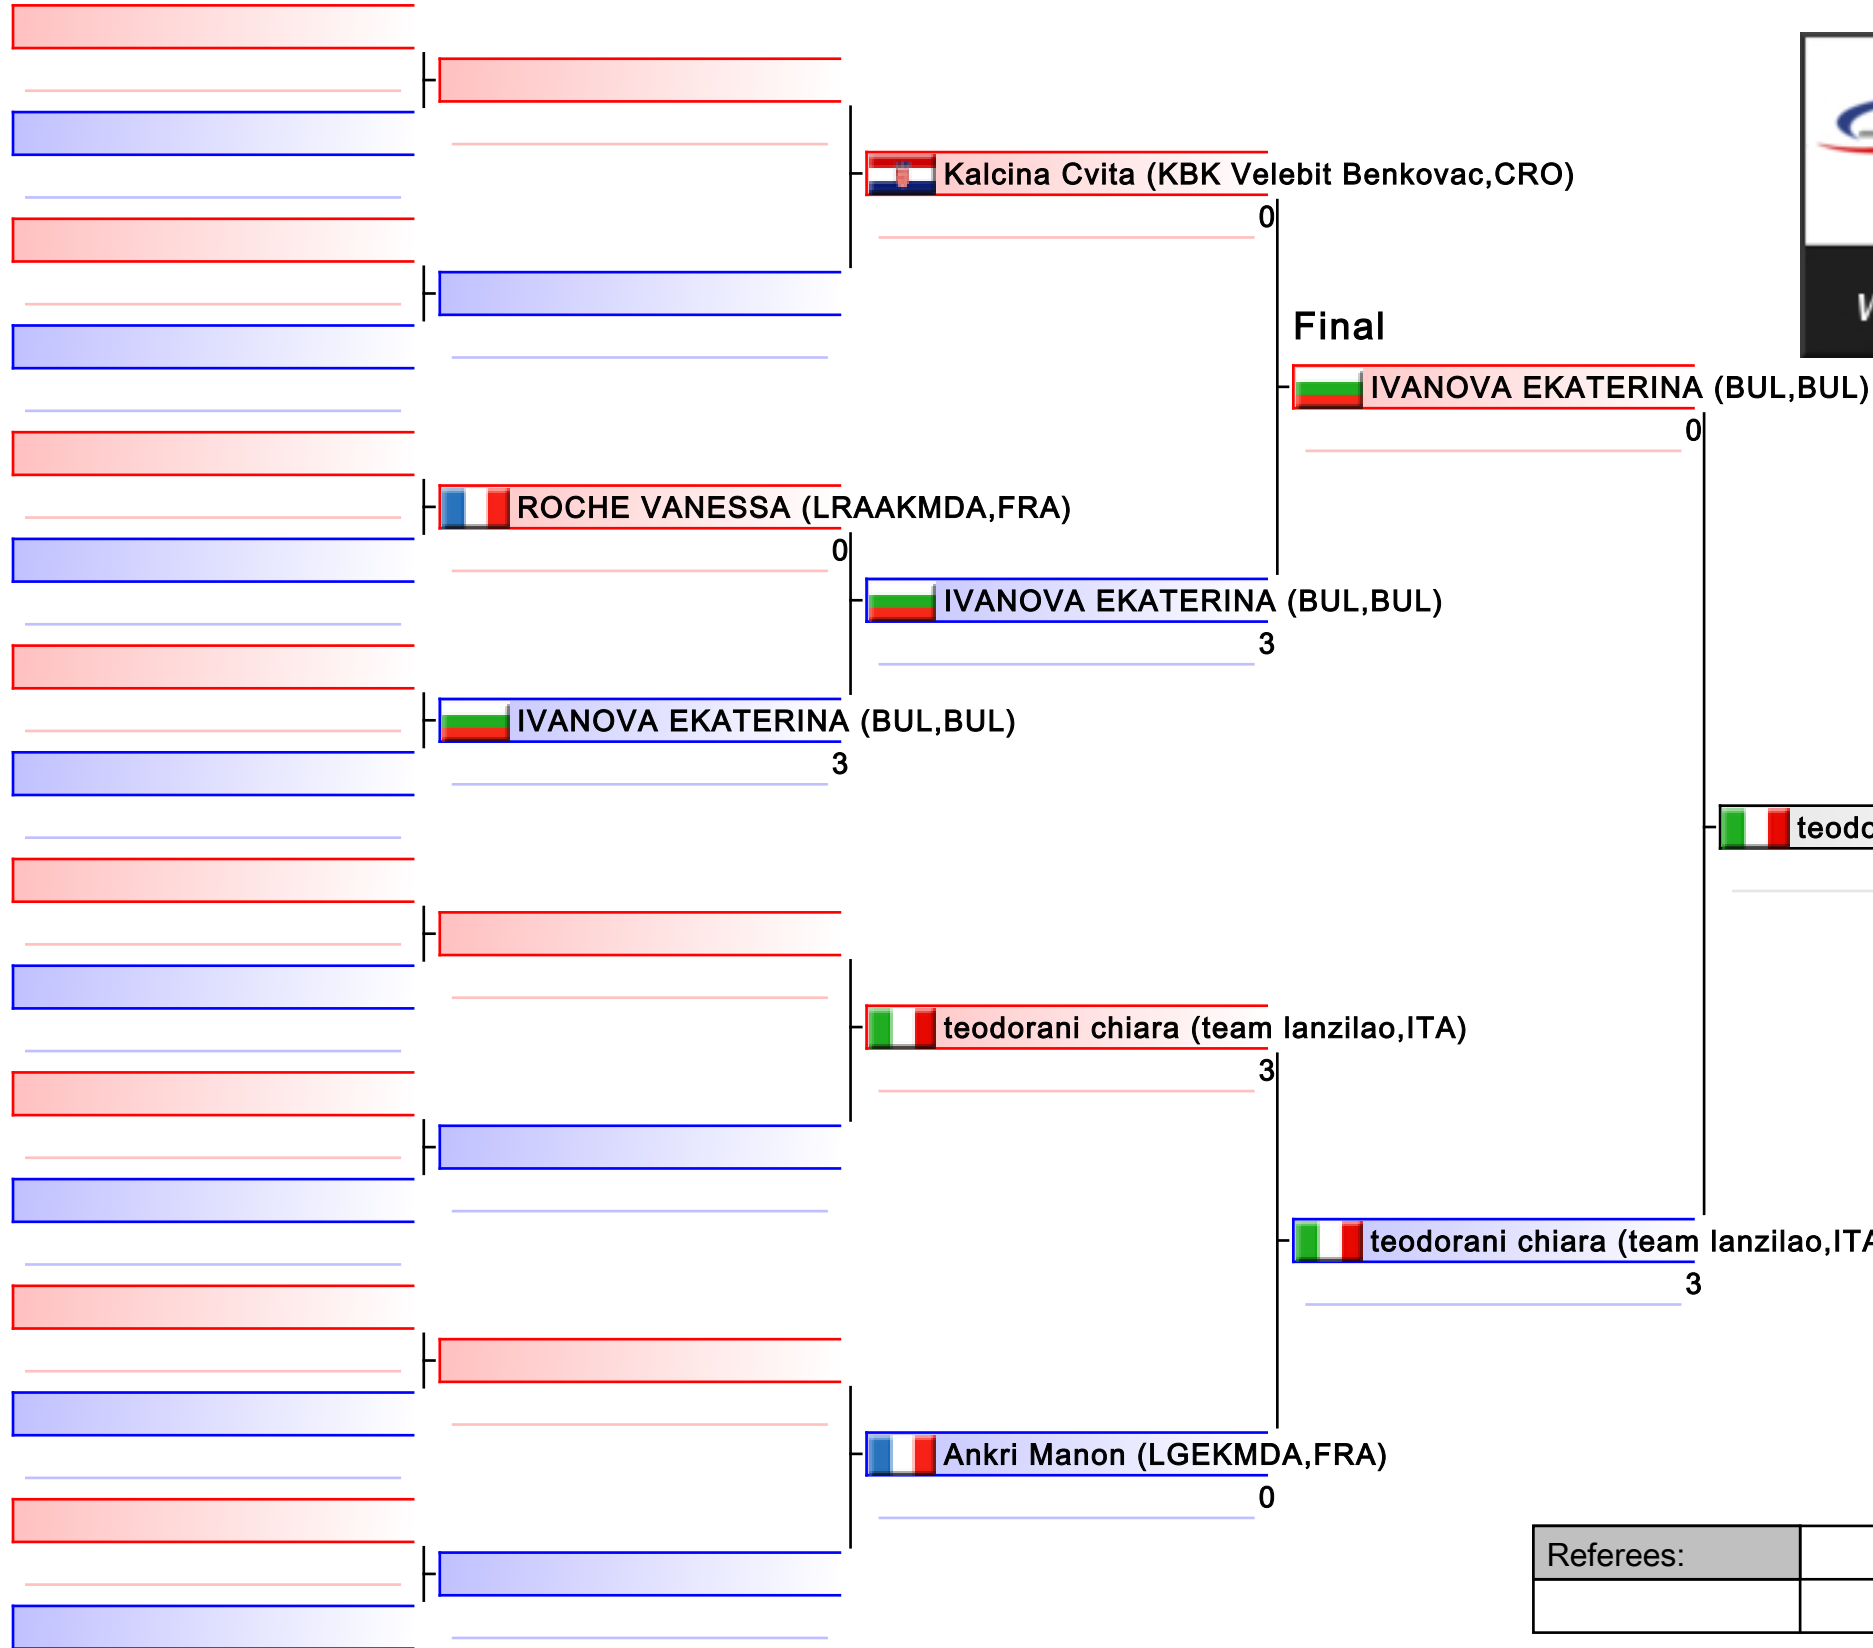 Kalcina Cvita (KBK Velebit Benkovac,CRO)
0
Final
IVANOVA EKATERINA (BUL,BUL)
0
ROCHE VANESSA (LRAAKMDA,FRA)
0
IVANOVA EKATERINA (BUL,BUL)
3
IVANOVA EKATERINA (BUL,BUL)
3
teodo
teodorani chiara (team lanzilao,ITA)
3
teodorani chiara (team lanzilao,ITA
3
Ankri Manon (LGEKMDA,FRA)
0
Referees: